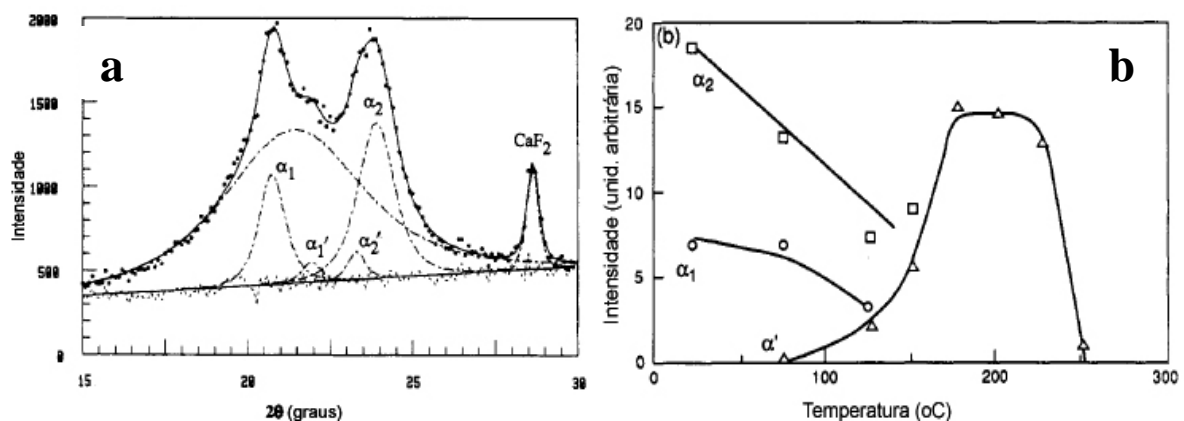 a
2000
1500
1000
500
0
Intensidade
α₁
α₁'
α₂'
α₂
CaF₂
15
20
25
30
2θ (graus)
(b)
b
20
15
10
5
0
Intensidade (unid. arbitrária)
α₂
α₁
α'
0
100
200
300
Temperatura (oC)